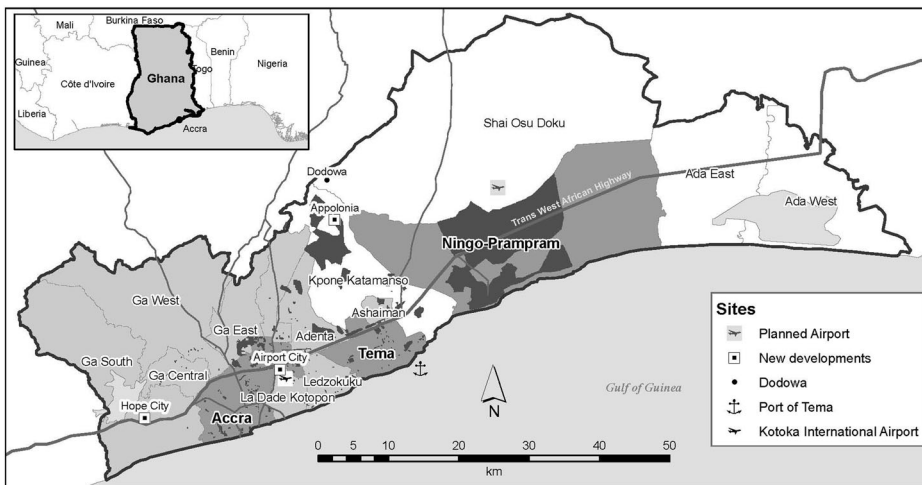 Burkina Faso
Mali
Benin
Guinea
Togo
Ghana
Nigeria
Côte d'Ivoire
Liberia
Accra
Shai Osu Doku
Dodowa
Trans West African Highway
Ada East
Appolonia
Ada West
Ningo-Prampram
Kpone Katamanso
Ga West
Ashaiman
Ga East
Adenta
Airport City
Tema
Ga South
Ga Central
Ledzokuku
La Dade Kotopon
Hope City
Accra
N
Gulf of Guinea
0 10 20 30 40 50
km
Sites
Planned Airport
New developments
Dodowa
Port of Tema
Kotoka International Airport